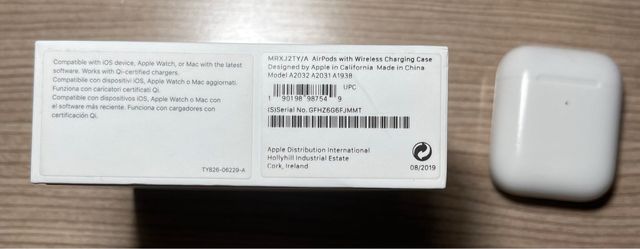 Compatible with iOS device, Apple Watch, or Mac with the latest
software. Works with Qi-certified chargers.
Compatibile con dispositivi iOS, Apple Watch o Mac aggiornati.
Funziona con caricatori certificati Qi.
Compatible con dispositivos iOS, Apple Watch o Mac con
el software más reciente. Funciona con cargadores con
certificación Qi.
TY826-06229-A
MRXJ2TY/A AirPods with Wireless Charging Case
Designed by Apple in California Made in China
Model A2032 A2031 A1938
UPC
1 90198 98754 9
(S)Serial No. GFHZ6G6FJMMT
Apple Distribution International
Hollyhill Industrial Estate
Cork, Ireland
08/2019